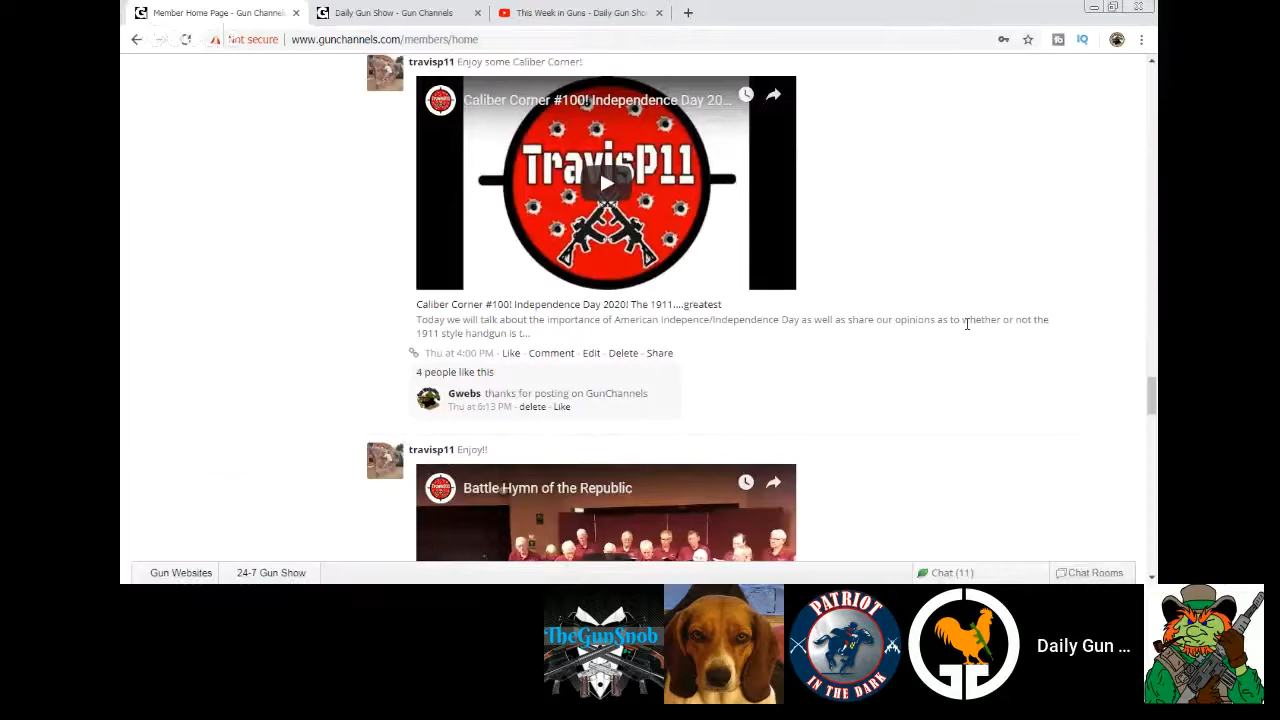 Member Home Page - Gun Channel
Daily Gun Show - Gun Channels
This Week in Guns - Daily Gun Sho
Not secure
www.gunchannels.com/members/home
travisp11 Enjoy some Caliber Corner!
Caliber Corner #100! Independence Day 20...
TravisP11
Caliber Corner #100! Independence Day 2020! The 1911....greatest
Today we will talk about the importance of American Indepence/Independence Day as well as share our opinions as to whether or not the
1911 style handgun is t...
Thu at 4:00 PM - Like - Comment - Edit - Delete - Share
4 people like this
Gwebs thanks for posting on GunChannels
Thu at 6:13 PM - delete - Like
travisp11 Enjoy!!
Battle Hymn of the Republic
Gun Websites
24-7 Gun Show
Chat (11)
Chat Rooms
TheGunSnob
PATRIOT
IN THE DARK
Daily Gun ...